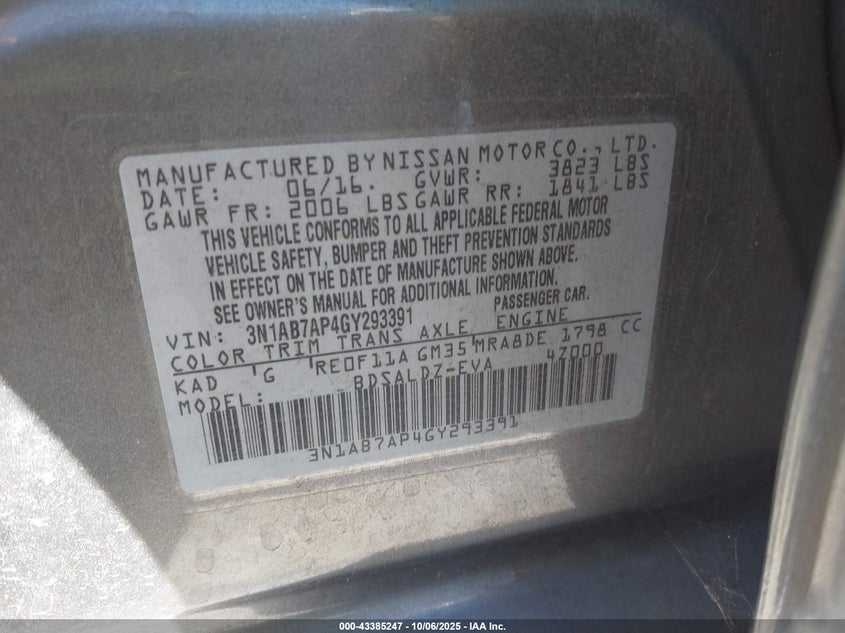 MANUFACTURED BY NISSAN MOTOR CO., LTD.
DATE: 06/16. GVWR: 3823 LBS
GAWR FR: 2006 LBS GAWR RR: 1841 LBS
THIS VEHICLE CONFORMS TO ALL APPLICABLE FEDERAL MOTOR
VEHICLE SAFETY, BUMPER AND THEFT PREVENTION STANDARDS
IN EFFECT ON THE DATE OF MANUFACTURE SHOWN ABOVE.
SEE OWNER'S MANUAL FOR ADDITIONAL INFORMATION.
VIN: 3N1AB7AP4GY293391 PASSENGER CAR.
COLOR TRIM TRANS AXLE ENGINE
KAD G RE0F11A GM35 MRA8DE 1798 CC
MODEL: BDSALDZ-EVA 4Z000
3N1AB7AP4GY293391
000-43385247 - 10/06/2025 - IAA Inc.